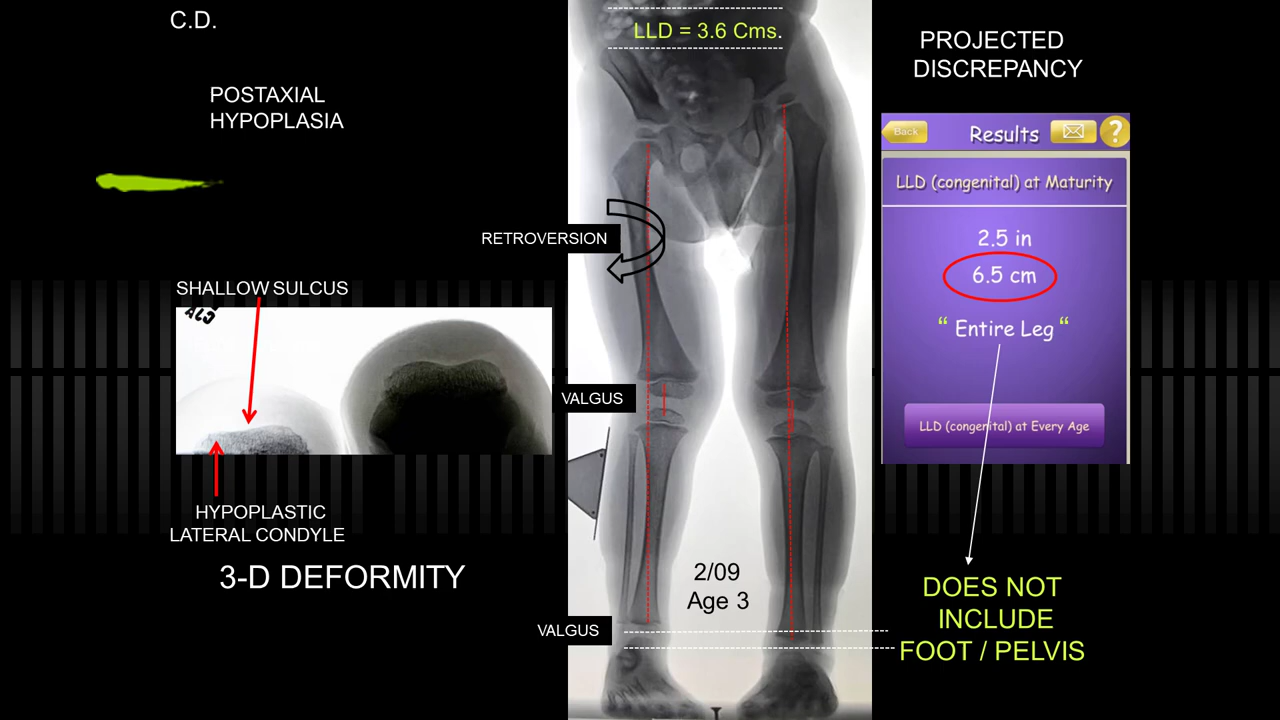 C.D.
POSTAXIAL
HYPOPLASIA
SHALLOW SULCUS
HYPOPLASTIC
LATERAL CONDYLE
3-D DEFORMITY
LLD = 3.6 Cms.
RETROVERSION
VALGUS
2/09
Age 3
VALGUS
PROJECTED
DISCREPANCY
Back
Results
?
LLD (congenital) at Maturity
2.5 in
6.5 cm
“ Entire Leg “
LLD (congenital) at Every Age
DOES NOT
INCLUDE
FOOT / PELVIS